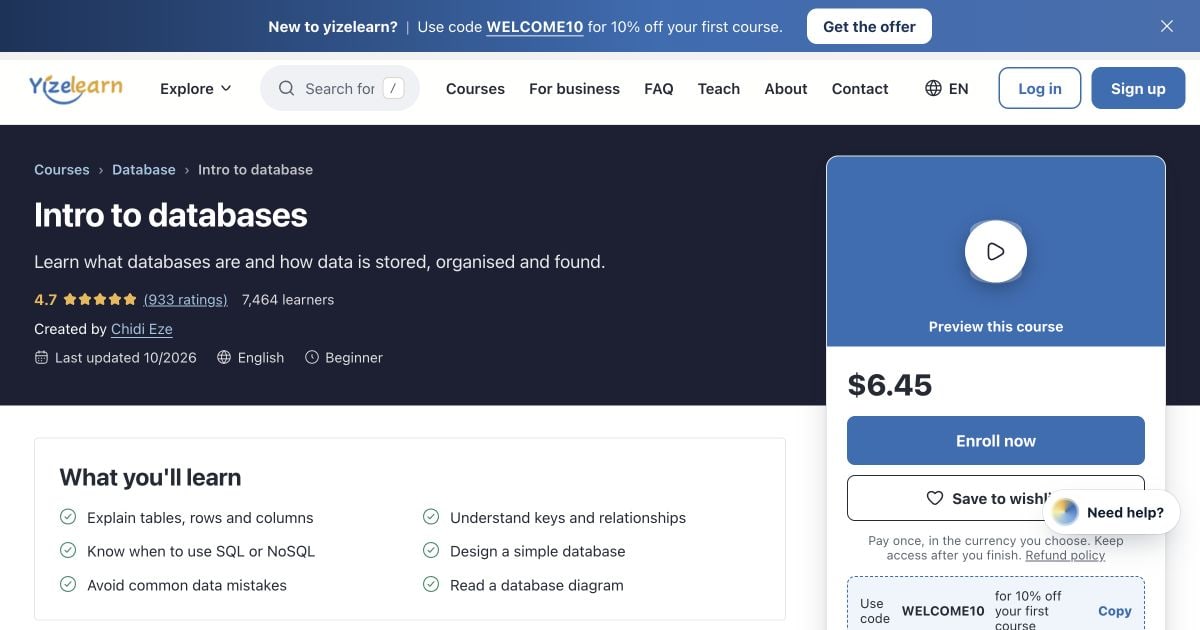 New to yizelearn? | Use code WELCOME10 for 10% off your first course. Get the offer
Yizelearn Explore Search for / Courses For business FAQ Teach About Contact EN Log in Sign up
Courses › Database › Intro to database
Intro to databases
Learn what databases are and how data is stored, organised and found.
4.7 (933 ratings) 7,464 learners
Created by Chidi Eze
Last updated 10/2026 English Beginner
Preview this course
$6.45
Enroll now
Save to wishl
Need help?
Pay once, in the currency you choose. Keep
access after you finish. Refund policy
Use
code
WELCOME10
for 10% off
your first
course
Copy
What you'll learn
Explain tables, rows and columns
Understand keys and relationships
Know when to use SQL or NoSQL
Design a simple database
Avoid common data mistakes
Read a database diagram